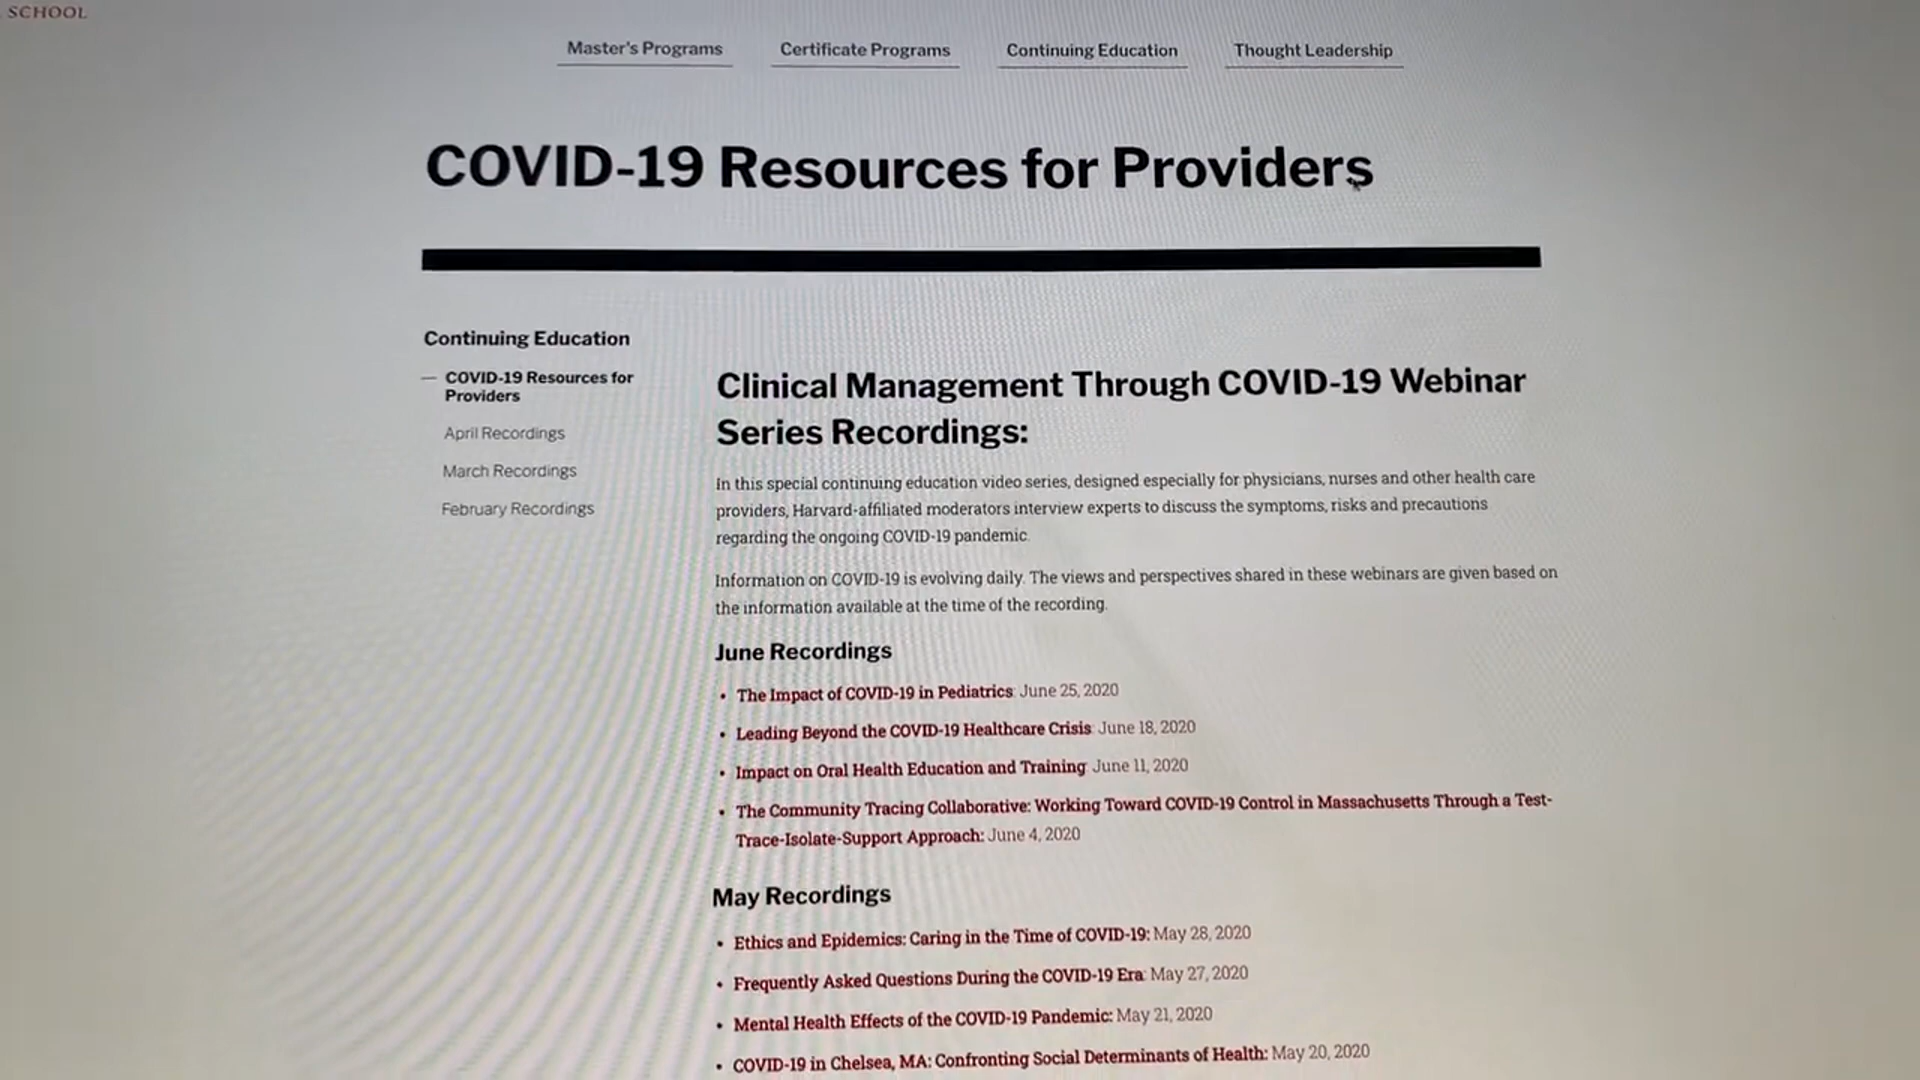 SCHOOL
Master's Programs
Certificate Programs
Continuing Education
Thought Leadership
COVID-19 Resources for Providers
Continuing Education
— COVID-19 Resources for
Providers
April Recordings
March Recordings
February Recordings
Clinical Management Through COVID-19 Webinar
Series Recordings:
In this special continuing education video series, designed especially for physicians, nurses and other health care
providers, Harvard-affiliated moderators interview experts to discuss the symptoms, risks and precautions
regarding the ongoing COVID-19 pandemic.
Information on COVID-19 is evolving daily. The views and perspectives shared in these webinars are given based on
the information available at the time of the recording.
June Recordings
• The Impact of COVID-19 in Pediatrics: June 25, 2020
• Leading Beyond the COVID-19 Healthcare Crisis: June 18, 2020
• Impact on Oral Health Education and Training: June 11, 2020
• The Community Tracing Collaborative: Working Toward COVID-19 Control in Massachusetts Through a Test-
Trace-Isolate-Support Approach: June 4, 2020
May Recordings
• Ethics and Epidemics: Caring in the Time of COVID-19: May 28, 2020
• Frequently Asked Questions During the COVID-19 Era: May 27, 2020
• Mental Health Effects of the COVID-19 Pandemic: May 21, 2020
• COVID-19 in Chelsea, MA: Confronting Social Determinants of Health: May 20, 2020